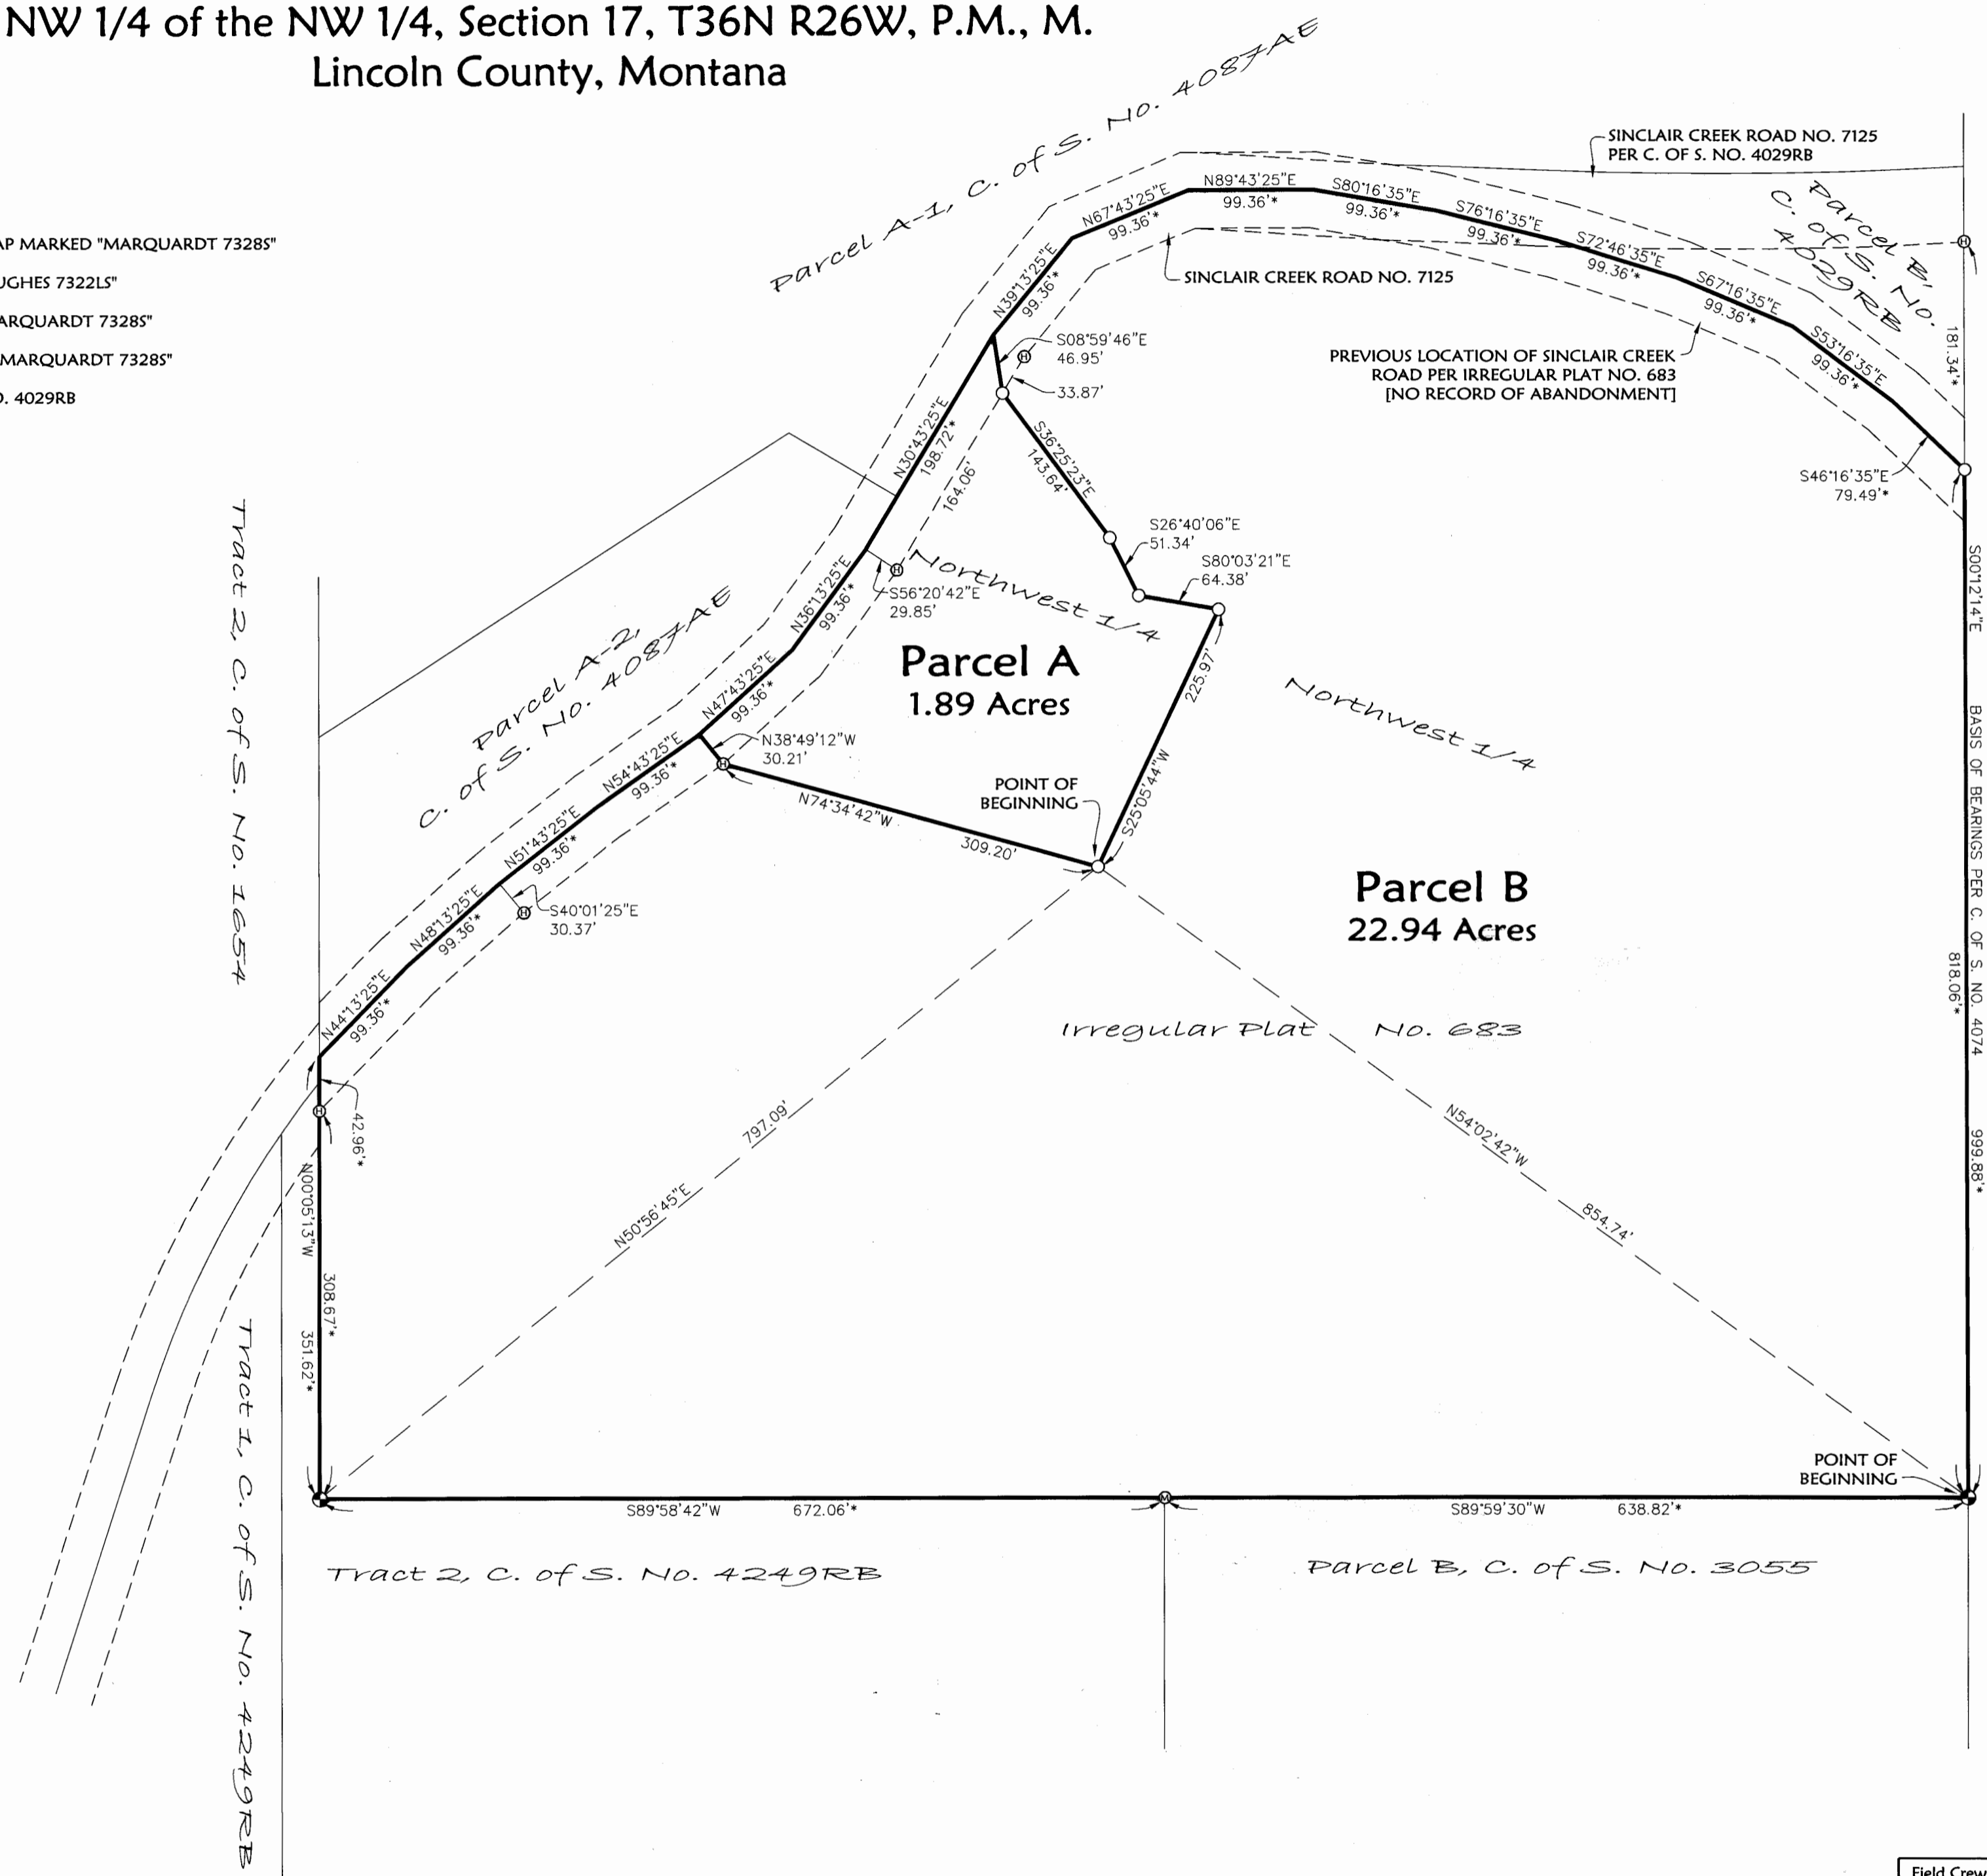 NW 1/4 of the NW 1/4, Section 17, T36N R26W, P.M., M.
Lincoln County, Montana
AP MARKED "MARQUARDT 7328S"
UGHES 7322LS"
ARQUARDT 7328S"
MARQUARDT 7328S"
O. 4029RB
Parcel A-1, C. of S. No. 4087AE
SINCLAIR CREEK ROAD NO. 7125
PER C. OF S. NO. 4029RB
Parcel B,
C. of S. No.
4029RB
N67°43'25"E
99.36'*
N89°43'25"E
99.36'*
S80°16'35"E
99.36'*
S76°16'35"E
99.36'*
S72°46'35"E
99.36'*
S67°16'35"E
99.36'*
S53°16'35"E
99.36'*
S46°16'35"E
79.49'*
181.34'*
SINCLAIR CREEK ROAD NO. 7125
PREVIOUS LOCATION OF SINCLAIR CREEK
ROAD PER IRREGULAR PLAT NO. 683
[NO RECORD OF ABANDONMENT]
N39°13'25"E
99.36'*
H
S08°59'46"E
46.95'
33.87'
N30°43'25"E
198.72'*
164.06'
S36°25'23"E
143.64'
S26°40'06"E
51.34'
S80°03'21"E
64.38'
H
S56°20'42"E
29.85'
Northwest 1/4
N36°13'25"E
99.36'*
N47°43'25"E
99.36'*
Parcel A
1.89 Acres
225.97'
S25°05'44"W
Northwest 1/4
Tract 2, C. of S. No. 1654
Parcel A-2,
C. of S. No. 4087AE
N54°43'25"E
99.36'*
N38°49'12"W
30.21'
H
N74°34'42"W
309.20'
POINT OF
BEGINNING
N51°43'25"E
99.36'*
N48°13'25"E
99.36'*
H
S40°01'25"E
30.37'
N44°13'25"E
99.36'*
Parcel B
22.94 Acres
Irregular Plat No. 683
S00°12'14"E BASIS OF BEARINGS PER C. OF S. NO. 4074 999.88'*
818.06'*
H
H
42.96'*
N00°05'13"W
308.67'*
351.62'*
797.09'
N50°56'45"E
N54°02'42"W
854.74'
POINT OF
BEGINNING
M
S89°58'42"W 672.06'*
S89°59'30"W 638.82'*
Tract 2, C. of S. No. 4249RB
Parcel B, C. of S. No. 3055
Tract 1, C. of S. No. 4249RB
Field Crew